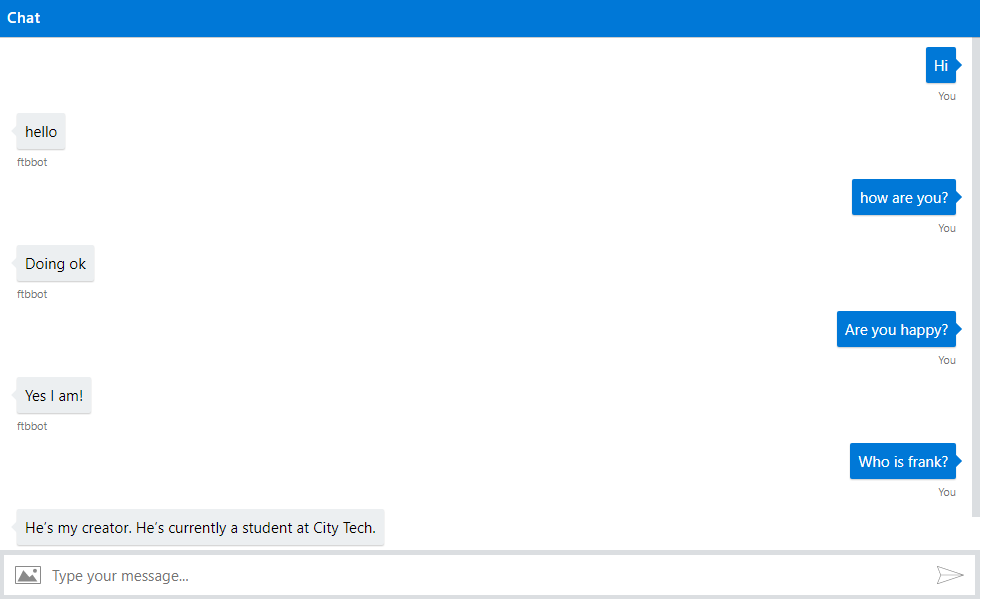 Chat
Hi
You
hello
ftbbot
how are you?
You
Doing ok
ftbbot
Are you happy?
You
Yes I am!
ftbbot
Who is frank?
You
He's my creator. He's currently a student at City Tech.
Type your message...